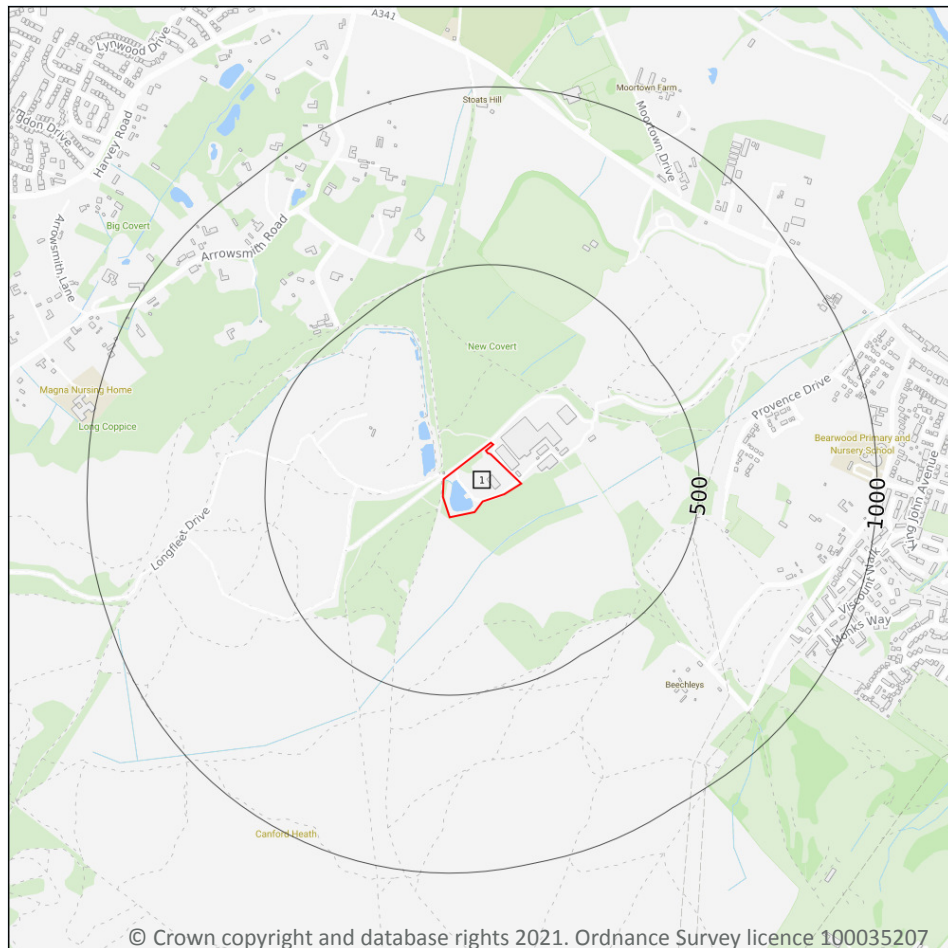 A341
Lynwood Drive
Stoats Hill
Moortown Farm
Moortown Drive
Harvey Road
Big Covert
Arrowsmith Road
Arrowsmith Lane
New Covert
Magna Nursing Home
Long Coppice
Provence Drive
Bearwood Primary and
Nursery School
King John Avenue
1
500
1000
Longfleet Drive
Viscount Walk
Monks Way
Beechleys
Canford Heath
© Crown copyright and database rights 2021. Ordnance Survey licence 100035207